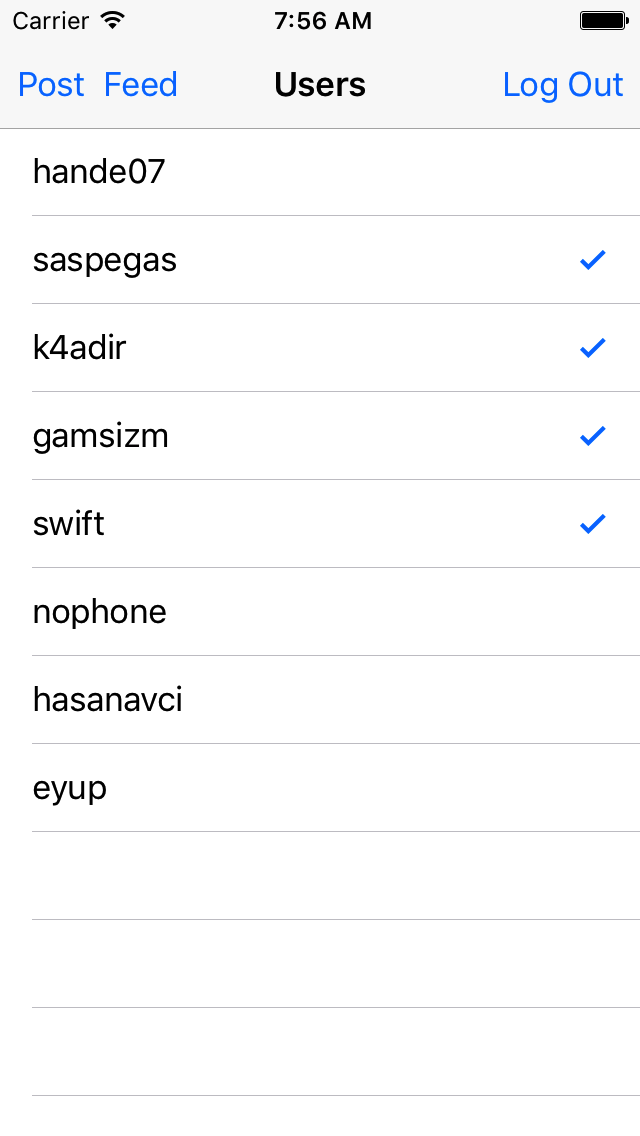 Carrier 7:56 AM
Post Feed Users Log Out
hande07
saspegas
k4adir
gamsizm
swift
nophone
hasanavci
eyup